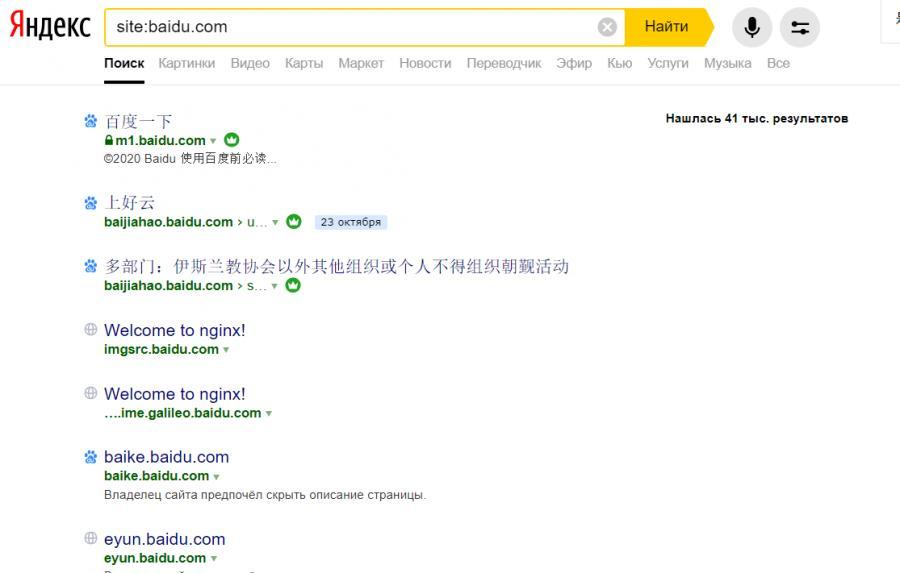 Яндекс
site:baidu.com
Найти
Поиск Картинки Видео Карты Маркет Новости Переводчик Эфир Кью Услуги Музыка Все
百度一下
Нашлась 41 тыс. результатов
m1.baidu.com
©2020 Baidu 使用百度前必读...
上好云
baijiahao.baidu.com › u... 23 октября
多部门：伊斯兰教协会以外其他组织或个人不得组织朝觐活动
baijiahao.baidu.com › s...
Welcome to nginx!
imgsrc.baidu.com
Welcome to nginx!
....ime.galileo.baidu.com
baike.baidu.com
baike.baidu.com
Владелец сайта предпочёл скрыть описание страницы.
eyun.baidu.com
eyun.baidu.com